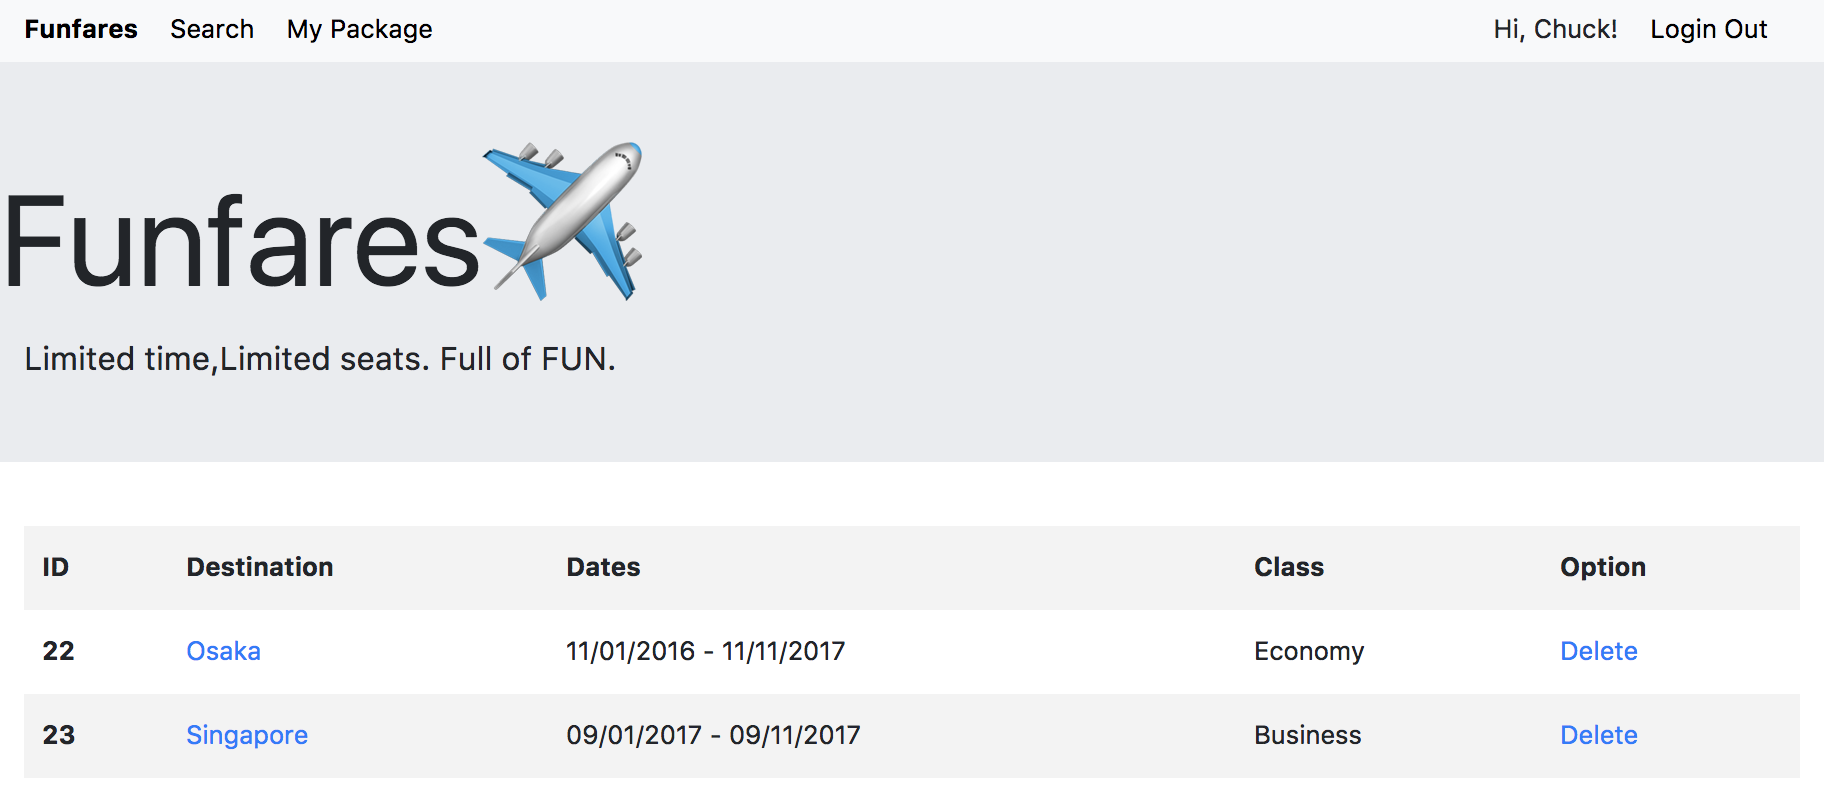 Funfares Search My Package Hi, Chuck! Login Out
Funfares
Limited time,Limited seats. Full of FUN.
ID Destination Dates Class Option
22 Osaka 11/01/2016 - 11/11/2017 Economy Delete
23 Singapore 09/01/2017 - 09/11/2017 Business Delete